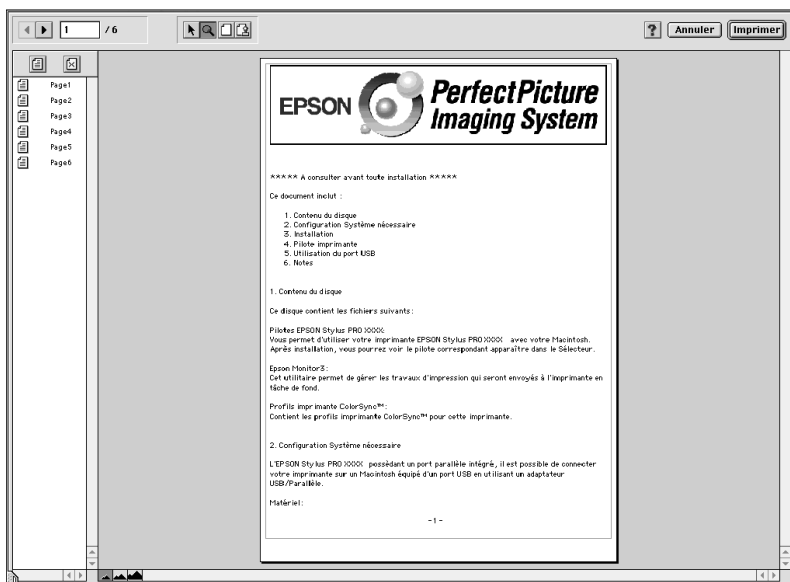 1 / 6
? Annuler Imprimer
Page1
Page2
Page3
Page4
Page5
Page6
EPSON PerfectPicture
Imaging System
***** A consulter avant toute installation *****
Ce document inclut :
1. Contenu du disque
2. Configuration Système nécessaire
3. Installation
4. Pilote imprimante
5. Utilisation du port USB
6. Notes
1. Contenu du disque
Ce disque contient les fichiers suivants:
Pilotes EPSON Stylus PRO XXXX:
Vous permet d'utiliser votre imprimante EPSON Stylus PRO XXXX avec votre Macintosh.
Après installation, vous pourrez voir le pilote correspondant apparaître dans le Sélecteur.
Epson Monitor3:
Cet utilitaire permet de gérer les travaux d'impression qui seront envoyés à l'imprimante en
tâche de fond.
Profils imprimante ColorSync™:
Contient les profils imprimante ColorSync™ pour cette imprimante.
2. Configuration Système nécessaire
L'EPSON Stylus PRO XXXX possédant un port parallèle intégré, il est possible de connecter
votre imprimante sur un Macintosh équipé d'un port USB en utilisant un adaptateur
USB/Parallèle.
Matériel:
-1-